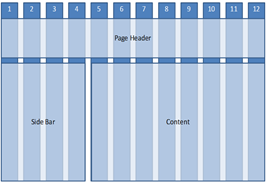 1 2 3 4 5 6 7 8 9 10 11 12
Page Header
Side Bar
Content